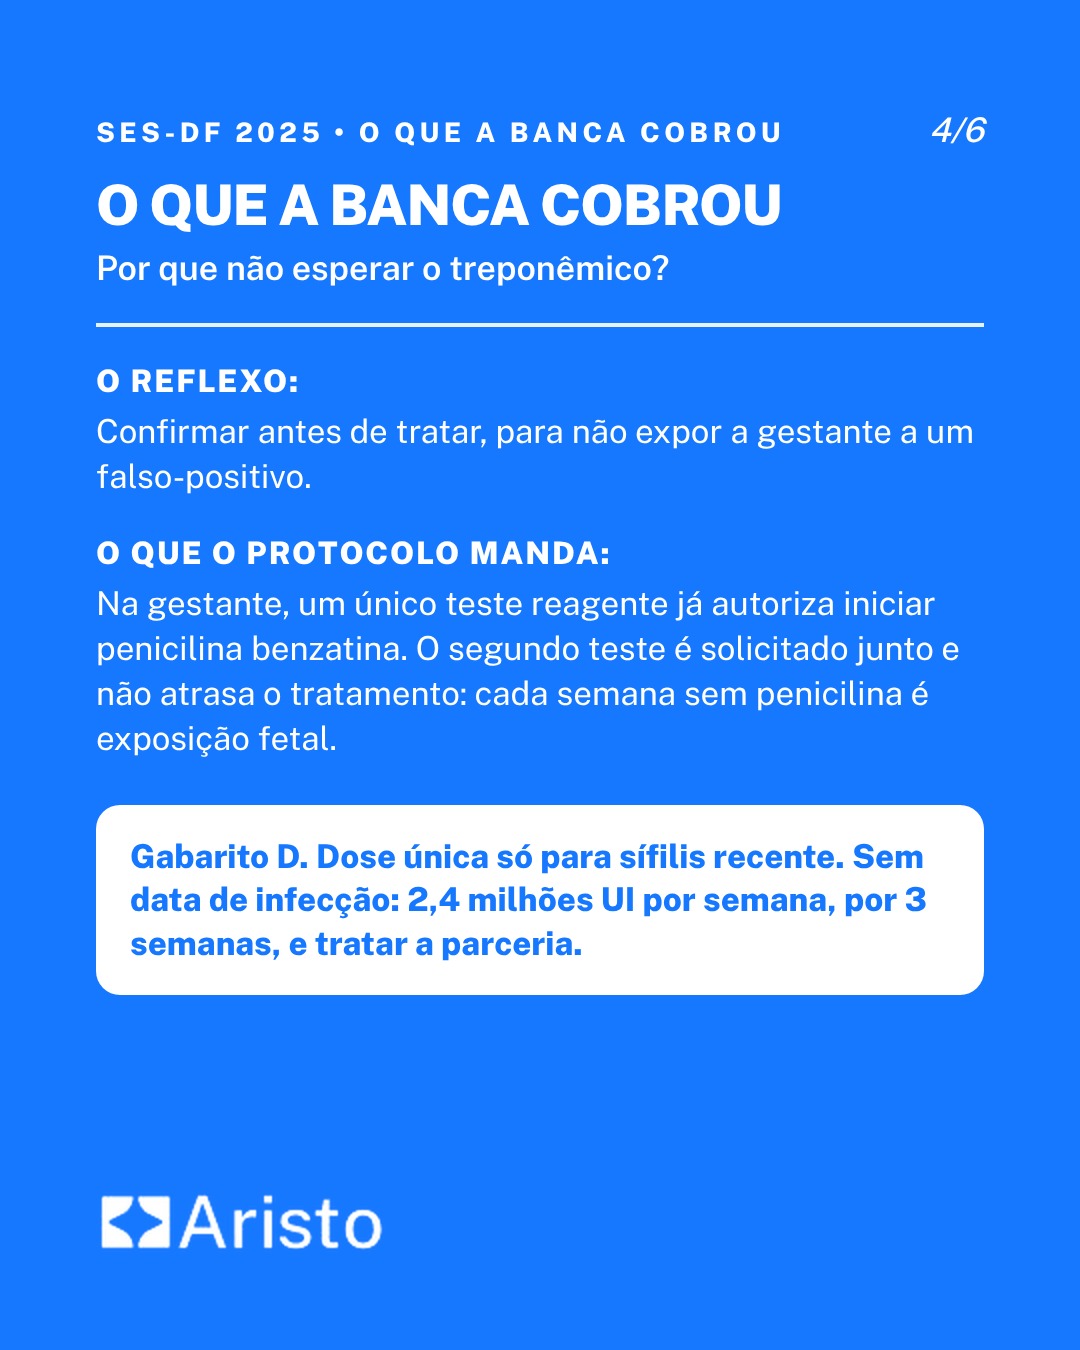 SES-DF 2025 • O QUE A BANCA COBROU
4/6
O QUE A BANCA COBROU
Por que não esperar o treponêmico?
O REFLEXO:
Confirmar antes de tratar, para não expor a gestante a um
falso-positivo.
O QUE O PROTOCOLO MANDA:
Na gestante, um único teste reagente já autoriza iniciar
penicilina benzatina. O segundo teste é solicitado junto e
não atrasa o tratamento: cada semana sem penicilina é
exposição fetal.
Gabarito D. Dose única só para sífilis recente. Sem
data de infecção: 2,4 milhões UI por semana, por 3
semanas, e tratar a parceria.
Aristo